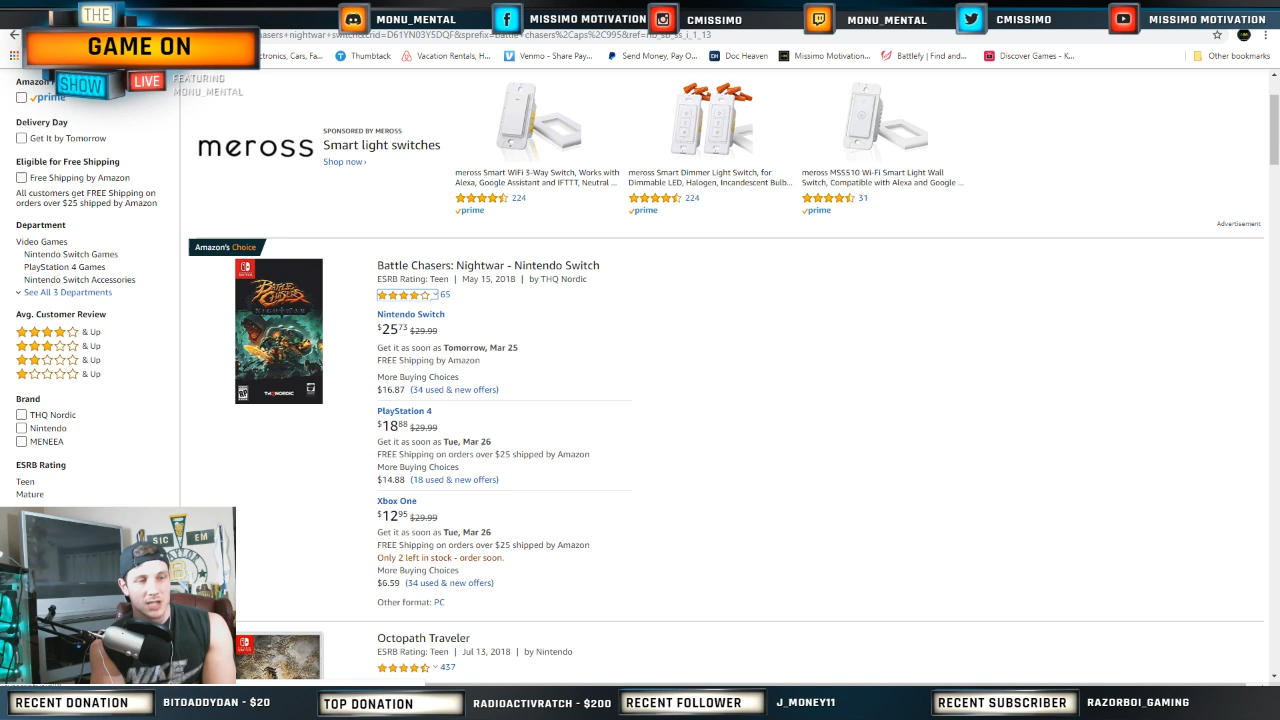 THE
GAME ON
SHOW
LIVE
FEATURING
MONU_MENTAL
MONU_MENTAL
MISSIMO MOTIVATION
CMISSIMO
MONU_MENTAL
CMISSIMO
MISSIMO MOTIVATION
Thumbtack
Vacation Rentals, H...
Venmo - Share Pay...
Send Money, Pay O...
DH
Doc Heaven
Missimo Motivation...
Battlefy | Find and...
Discover Games - K...
Other bookmarks
prime
Delivery Day
Get It by Tomorrow
Eligible for Free Shipping
Free Shipping by Amazon
All customers get FREE Shipping on
orders over $25 shipped by Amazon
Department
Video Games
Nintendo Switch Games
PlayStation 4 Games
Nintendo Switch Accessories
See All 3 Departments
Avg. Customer Review
& Up
& Up
& Up
& Up
Brand
THQ Nordic
Nintendo
MENEEA
ESRB Rating
Teen
Mature
meross
SPONSORED BY MEROSS
Smart light switches
Shop now ›
meross Smart WiFi 3-Way Switch, Works with
Alexa, Google Assistant and IFTTT, Neutral ...
224
prime
meross Smart Dimmer Light Switch, for
Dimmable LED, Halogen, Incandescent Bulb...
224
prime
meross MSS510 Wi-Fi Smart Light Wall
Switch, Compatible with Alexa and Google ...
31
prime
Advertisement
Amazon's Choice
BATTLE CHASERS
NIGHTWAR
THQ NORDIC
Battle Chasers: Nightwar - Nintendo Switch
ESRB Rating: Teen | May 15, 2018 | by THQ Nordic
65
Nintendo Switch
$25 73 $29.99
Get it as soon as Tomorrow, Mar 25
FREE Shipping by Amazon
More Buying Choices
$16.87 (34 used & new offers)
PlayStation 4
$18 88 $29.99
Get it as soon as Tue, Mar 26
FREE Shipping on orders over $25 shipped by Amazon
More Buying Choices
$14.88 (18 used & new offers)
Xbox One
$12 95 $29.99
Get it as soon as Tue, Mar 26
FREE Shipping on orders over $25 shipped by Amazon
Only 2 left in stock - order soon.
More Buying Choices
$6.59 (34 used & new offers)
Other format: PC
Octopath Traveler
ESRB Rating: Teen | Jul 13, 2018 | by Nintendo
437
SIC EM
RECENT DONATION
BITDADDYDAN - $20
TOP DONATION
RADIOACTIVRATCH - $200
RECENT FOLLOWER
J_MONEY11
RECENT SUBSCRIBER
RAZORBOI_GAMING